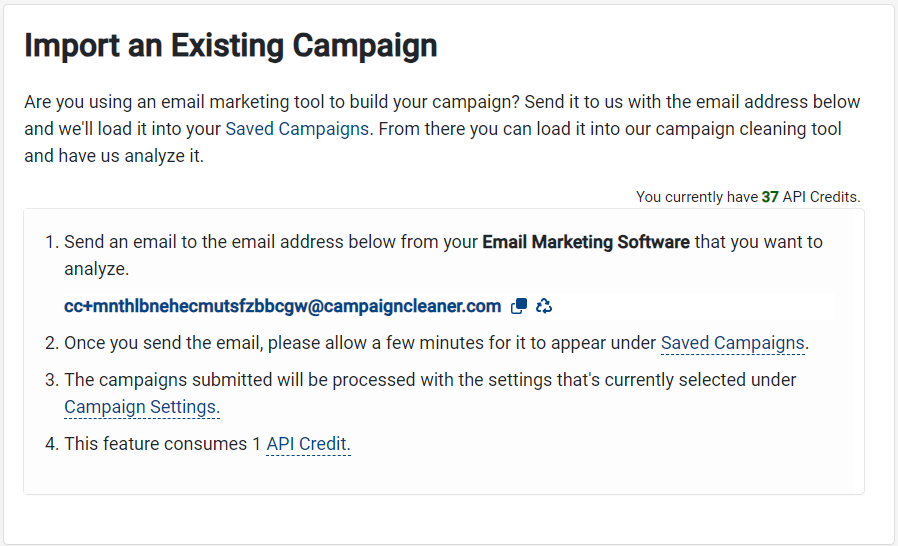 Import an Existing Campaign
Are you using an email marketing tool to build your campaign? Send it to us with the email address below
and we'll load it into your Saved Campaigns. From there you can load it into our campaign cleaning tool
and have us analyze it.
You currently have 37 API Credits.
1. Send an email to the email address below from your Email Marketing Software that you want to
analyze.
cc+mnthlbnehecmutsfzbbcgw@campaigncleaner.com
2. Once you send the email, please allow a few minutes for it to appear under Saved Campaigns.
3. The campaigns submitted will be processed with the settings that's currently selected under
Campaign Settings.
4. This feature consumes 1 API Credit.